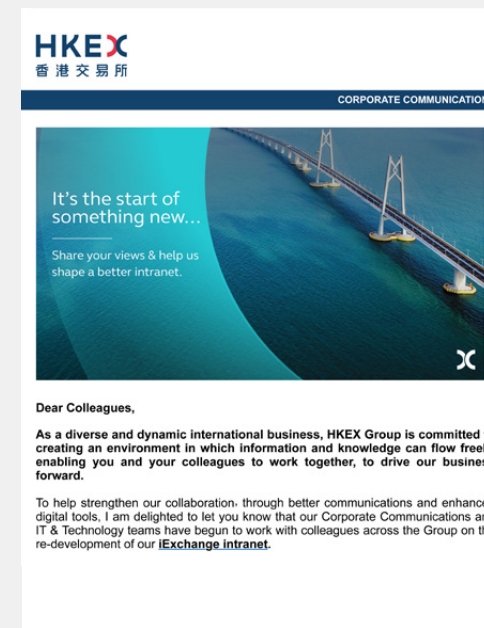 HKEX
香港交易所
CORPORATE COMMUNICATION
It's the start of
something new...
Share your views & help us
shape a better intranet.
Dear Colleagues,
As a diverse and dynamic international business, HKEX Group is committed
creating an environment in which information and knowledge can flow freel
enabling you and your colleagues to work together, to drive our busines
forward.
To help strengthen our collaboration, through better communications and enhance
digital tools, I am delighted to let you know that our Corporate Communications an
IT & Technology teams have begun to work with colleagues across the Group on th
re-development of our iExchange intranet.